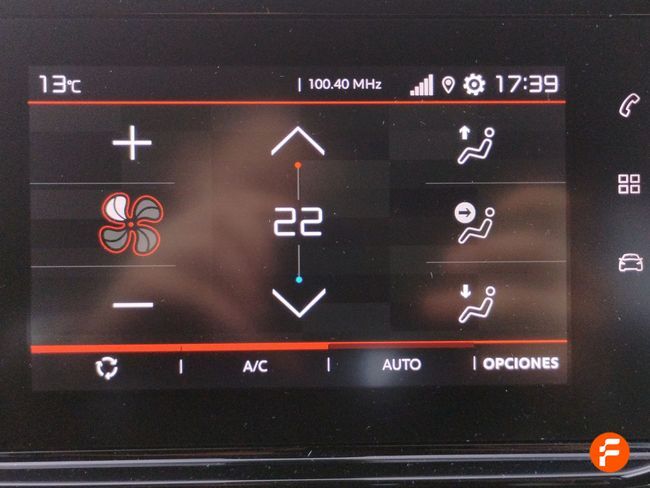 13°C | 100.40 MHz 17:39
22
A/C | AUTO | OPCIONES